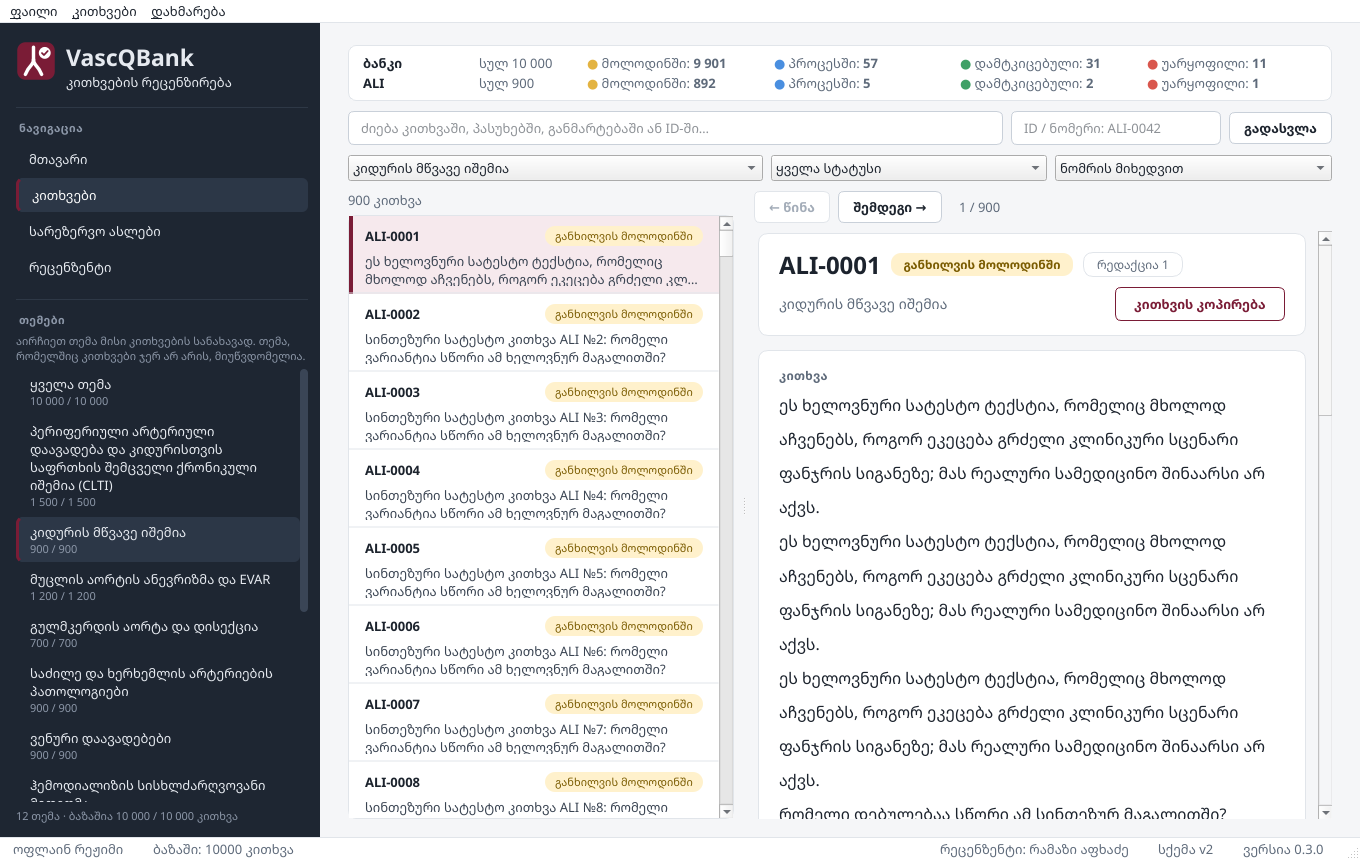 ფაილი კითხვები დახმარება
VascQBank
კითხვების რეცენზირება
ნავიგაცია
მთავარი
კითხვები
სარეზერვო ასლები
რეცენზენტი
თემები
აირჩიეთ თემა მისი კითხვების სანახავად. თემა,
რომელშიც კითხვები ჯერ არ არის, მიუწვდომელია.
ყველა თემა
10 000 / 10 000
პერიფერიული არტერიული
დაავადება და კიდურისთვის
საფრთხის შემცველი ქრონიკული
იშემია (CLTI)
1 500 / 1 500
კიდურის მწვავე იშემია
900 / 900
მუცლის აორტის ანევრიზმა და EVAR
1 200 / 1 200
გულმკერდის აორტა და დისექცია
700 / 700
საძილე და ხერხემლის არტერიების
პათოლოგიები
900 / 900
ვენური დაავადებები
900 / 900
ჰემოდიალიზის სისხლძარღვოვანი
12 თემა · ბაზაშია 10 000 / 10 000 კითხვა
ბანკი სულ 10 000 მოლოდინში: 9 901 პროცესში: 57 დამტკიცებული: 31 უარყოფილი: 11
ALI სულ 900 მოლოდინში: 892 პროცესში: 5 დამტკიცებული: 2 უარყოფილი: 1
ძიება კითხვაში, პასუხებში, განმარტებაში ან ID-ში… ID / ნომერი: ALI-0042 გადასვლა
კიდურის მწვავე იშემია ყველა სტატუსი ნომრის მიხედვით
900 კითხვა
ALI-0001 განხილვის მოლოდინში
ეს ხელოვნური სატესტო ტექსტია, რომელიც
მხოლოდ აჩვენებს, როგორ ეკეცება გრძელი კლ…
ALI-0002 განხილვის მოლოდინში
სინთეზური სატესტო კითხვა ALI №2: რომელი
ვარიანტია სწორი ამ ხელოვნურ მაგალითში?
ALI-0003 განხილვის მოლოდინში
სინთეზური სატესტო კითხვა ALI №3: რომელი
ვარიანტია სწორი ამ ხელოვნურ მაგალითში?
ALI-0004 განხილვის მოლოდინში
სინთეზური სატესტო კითხვა ALI №4: რომელი
ვარიანტია სწორი ამ ხელოვნურ მაგალითში?
ALI-0005 განხილვის მოლოდინში
სინთეზური სატესტო კითხვა ALI №5: რომელი
ვარიანტია სწორი ამ ხელოვნურ მაგალითში?
ALI-0006 განხილვის მოლოდინში
სინთეზური სატესტო კითხვა ALI №6: რომელი
ვარიანტია სწორი ამ ხელოვნურ მაგალითში?
ALI-0007 განხილვის მოლოდინში
სინთეზური სატესტო კითხვა ALI №7: რომელი
ვარიანტია სწორი ამ ხელოვნურ მაგალითში?
ALI-0008 განხილვის მოლოდინში
სინთეზური სატესტო კითხვა ALI №8: რომელი
← წინა შემდეგი → 1 / 900
ALI-0001 განხილვის მოლოდინში რედაქცია 1
კიდურის მწვავე იშემია კითხვის კოპირება
კითხვა
ეს ხელოვნური სატესტო ტექსტია, რომელიც მხოლოდ
აჩვენებს, როგორ ეკეცება გრძელი კლინიკური სცენარი
ფანჯრის სიგანეზე; მას რეალური სამედიცინო შინაარსი არ
აქვს.
ეს ხელოვნური სატესტო ტექსტია, რომელიც მხოლოდ
აჩვენებს, როგორ ეკეცება გრძელი კლინიკური სცენარი
ფანჯრის სიგანეზე; მას რეალური სამედიცინო შინაარსი არ
აქვს.
ეს ხელოვნური სატესტო ტექსტია, რომელიც მხოლოდ
აჩვენებს, როგორ ეკეცება გრძელი კლინიკური სცენარი
ფანჯრის სიგანეზე; მას რეალური სამედიცინო შინაარსი არ
აქვს.
რომელი დებულებაა სწორი ამ სინთეზურ მაგალითში?
ოფლაინ რეჟიმი ბაზაში: 10000 კითხვა რეცენზენტი: რამაზი აფხაძე სქემა v2 ვერსია 0.3.0